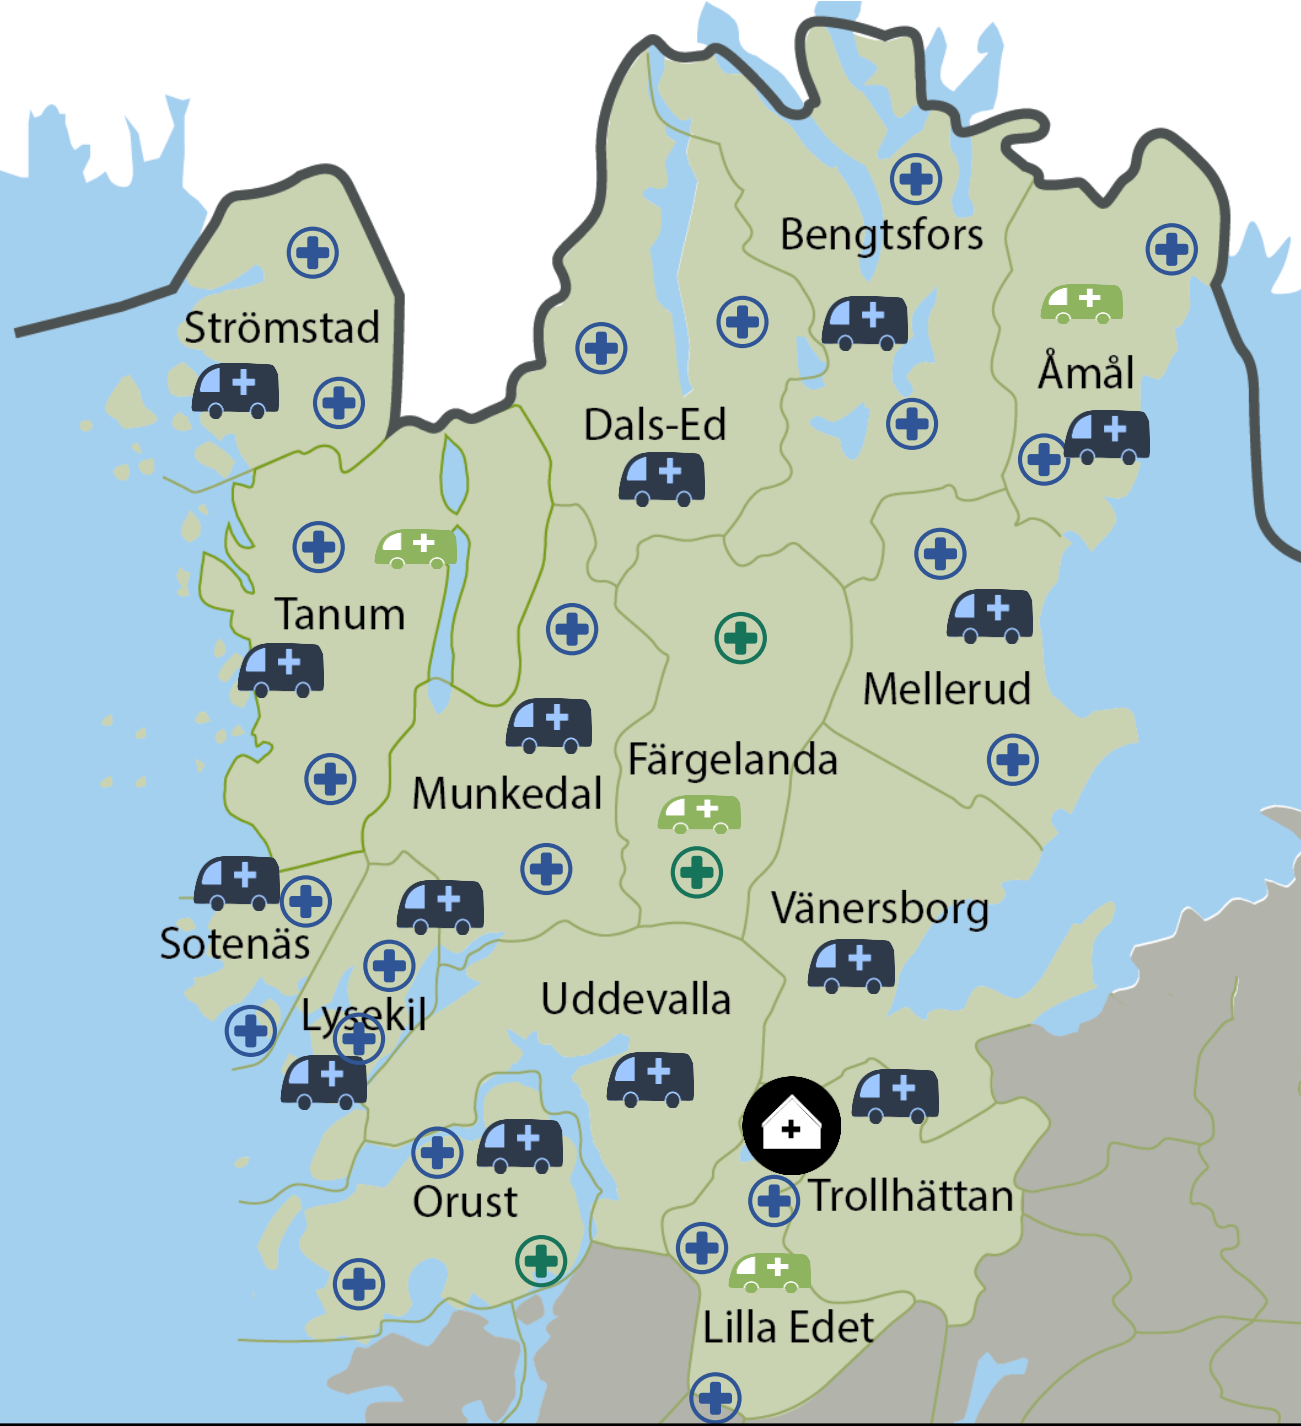 Bengtsfors
Strömstad
Åmål
Dals-Ed
Tanum
Mellerud
Färgelanda
Munkedal
Vänersborg
Sotenäs
Uddevalla
Lysekil
Trollhättan
Orust
Lilla Edet